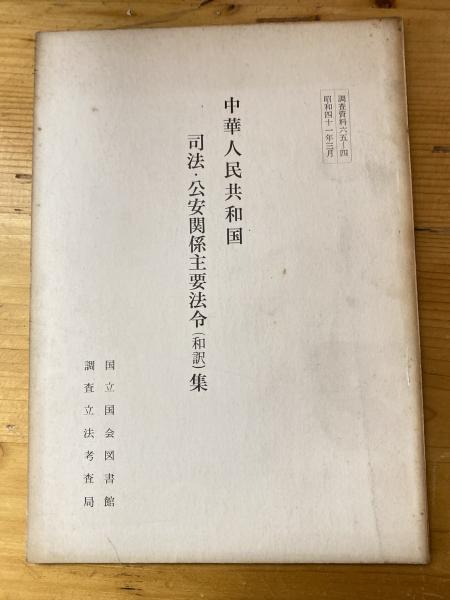 調査資料六五―四
昭和四十一年三月
中華人民共和国
司法・公安関係主要法令(和訳)集
国立国会図書館
調査立法考査局